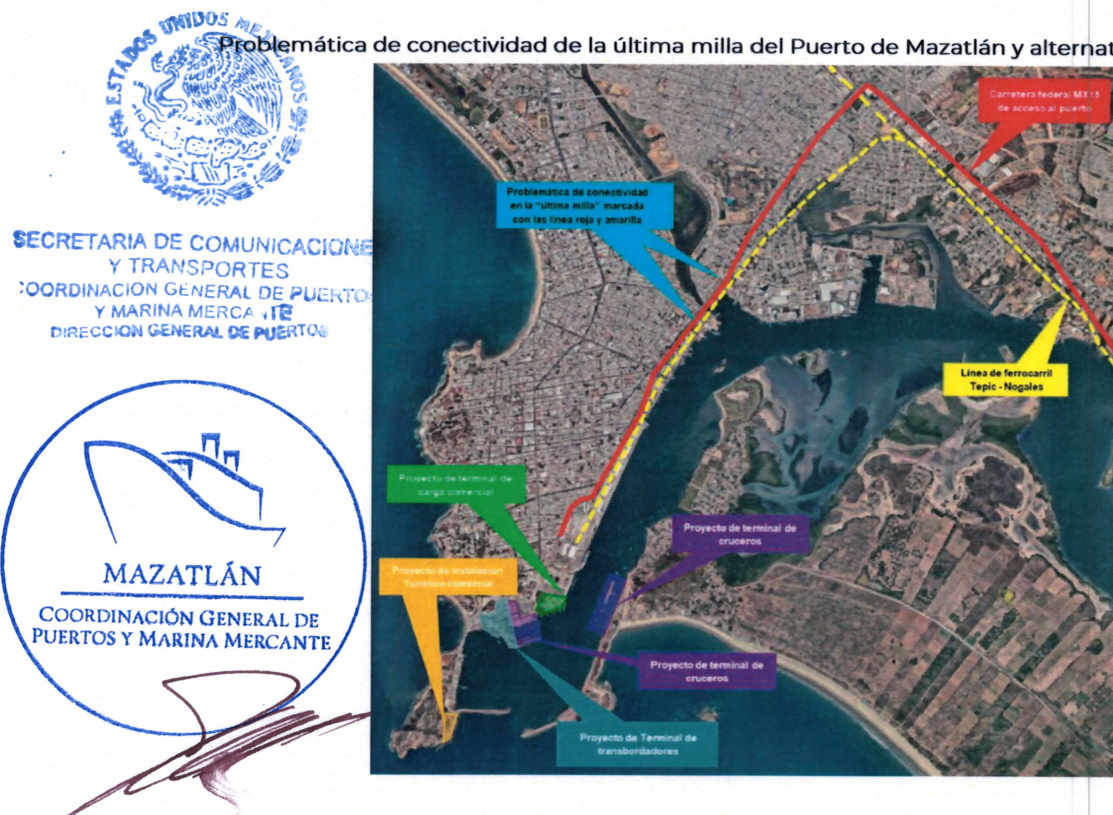 ESTADOS UNIDOS MEXICANOS
Problemática de conectividad de la última milla del Puerto de Mazatlán y alternat
Carretera federal MX15
de acceso al puerto
Problemática de conectividad
en la "última milla" marcada
con las línea roja y amarilla
SECRETARIA DE COMUNICACIONE
Y TRANSPORTES
COORDINACION GENERAL DE PUERTO
Y MARINA MERCANTE
DIRECCION GENERAL DE PUERTOS
Línea de ferrocarril
Tepic - Nogales
Proyecto de terminal de
carga comercial
Proyecto de terminal de
cruceros
Proyecto de instalación
Turístico comercial
MAZATLÁN
COORDINACIÓN GENERAL DE
PUERTOS Y MARINA MERCANTE
Proyecto de terminal de
cruceros
Proyecto de Terminal de
transbordadores